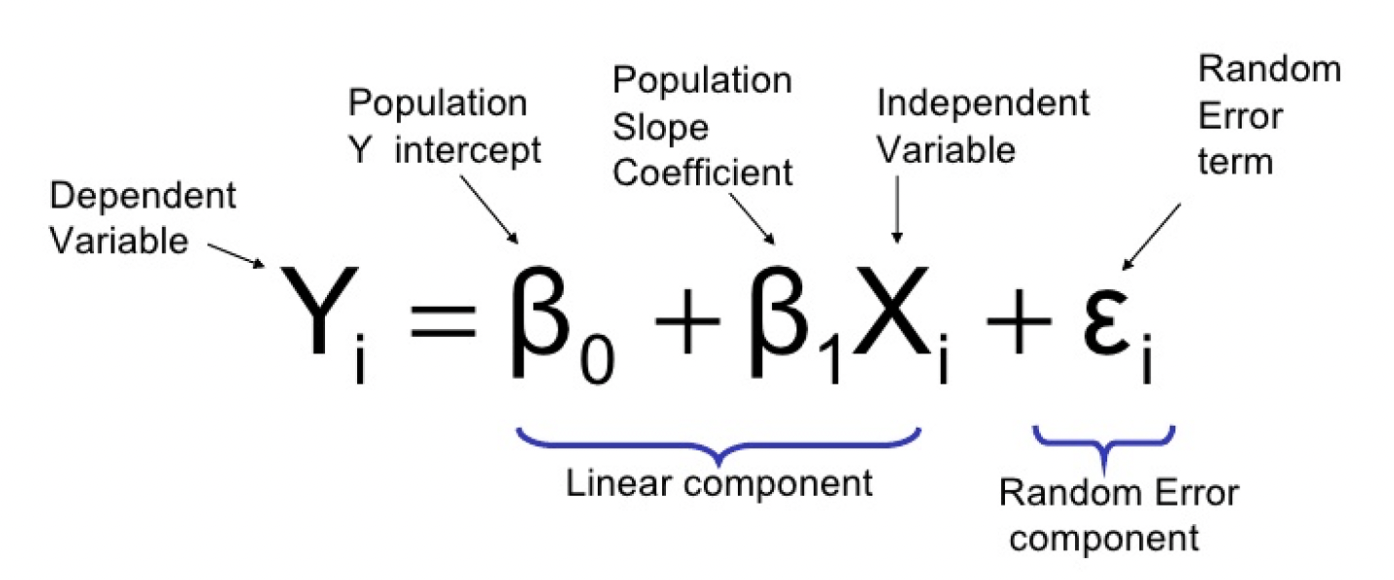 Population
Y intercept
Population
Slope
Coefficient
Independent
Variable
Random
Error
term
Dependent
Variable
Yi = β0 + β1Xi + εi
Linear component
Random Error
component